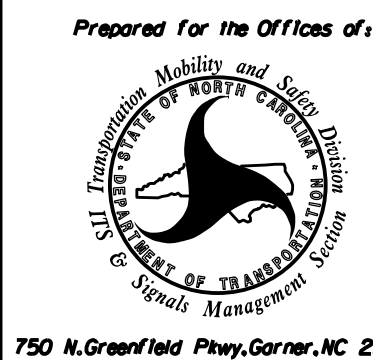 Prepared for the Offices of:
Transportation Mobility and Safety Division
STATE OF NORTH CAROLINA
DEPARTMENT OF TRANSPORTATION
ITS & Signals Management Section
750 N.Greenfield Pkwy,Garner,NC 2